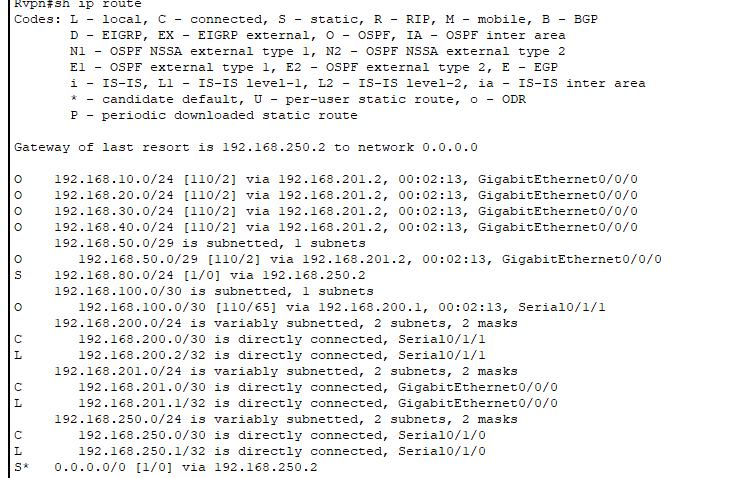 Rvpn#sh ip route
Codes: L - local, C - connected, S - static, R - RIP, M - mobile, B - BGP
D - EIGRP, EX - EIGRP external, O - OSPF, IA - OSPF inter area
N1 - OSPF NSSA external type 1, N2 - OSPF NSSA external type 2
E1 - OSPF external type 1, E2 - OSPF external type 2, E - EGP
i - IS-IS, L1 - IS-IS level-1, L2 - IS-IS level-2, ia - IS-IS inter area
* - candidate default, U - per-user static route, o - ODR
P - periodic downloaded static route
Gateway of last resort is 192.168.250.2 to network 0.0.0.0
O 192.168.10.0/24 [110/2] via 192.168.201.2, 00:02:13, GigabitEthernet0/0/0
O 192.168.20.0/24 [110/2] via 192.168.201.2, 00:02:13, GigabitEthernet0/0/0
O 192.168.30.0/24 [110/2] via 192.168.201.2, 00:02:13, GigabitEthernet0/0/0
O 192.168.40.0/24 [110/2] via 192.168.201.2, 00:02:13, GigabitEthernet0/0/0
192.168.50.0/29 is subnetted, 1 subnets
O 192.168.50.0/29 [110/2] via 192.168.201.2, 00:02:13, GigabitEthernet0/0/0
S 192.168.80.0/24 [1/0] via 192.168.250.2
192.168.100.0/30 is subnetted, 1 subnets
O 192.168.100.0/30 [110/65] via 192.168.200.1, 00:02:13, Serial0/1/1
192.168.200.0/24 is variably subnetted, 2 subnets, 2 masks
C 192.168.200.0/30 is directly connected, Serial0/1/1
L 192.168.200.2/32 is directly connected, Serial0/1/1
192.168.201.0/24 is variably subnetted, 2 subnets, 2 masks
C 192.168.201.0/30 is directly connected, GigabitEthernet0/0/0
L 192.168.201.1/32 is directly connected, GigabitEthernet0/0/0
192.168.250.0/24 is variably subnetted, 2 subnets, 2 masks
C 192.168.250.0/30 is directly connected, Serial0/1/0
L 192.168.250.1/32 is directly connected, Serial0/1/0
S* 0.0.0.0/0 [1/0] via 192.168.250.2